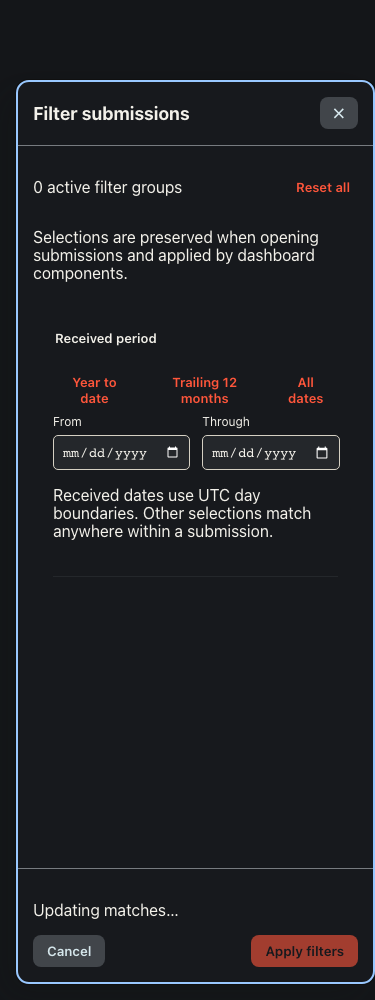 Filter submissions
0 active filter groups
Reset all
Selections are preserved when opening
submissions and applied by dashboard
components.
Received period
Year to
date
Trailing 12
months
All
dates
From
Through
mm/dd/yyyy
mm/dd/yyyy
Received dates use UTC day
boundaries. Other selections match
anywhere within a submission.
Updating matches...
Cancel
Apply filters